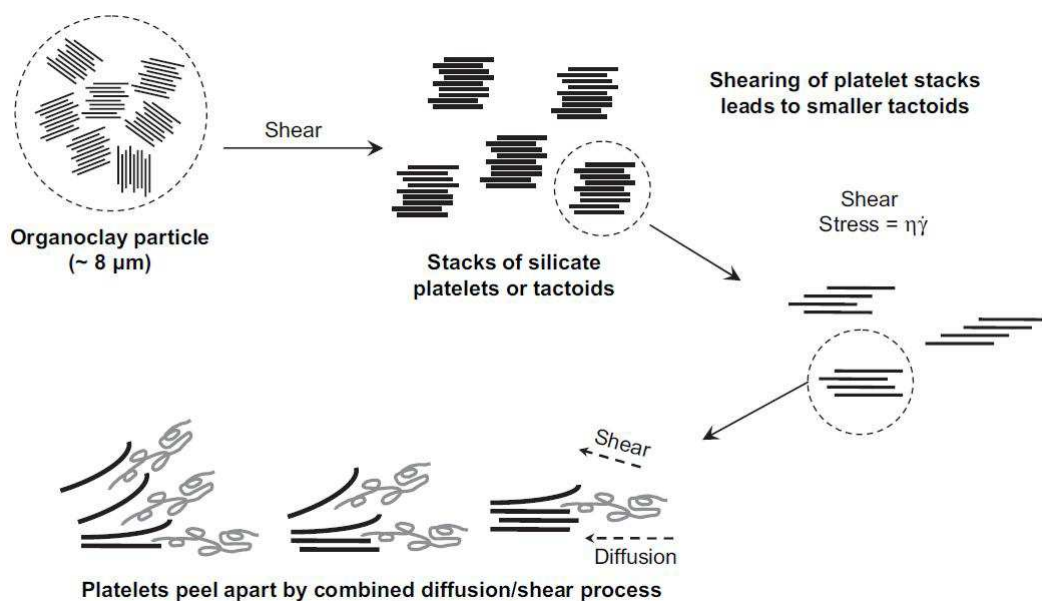 Shear
Organoclay particle
(~ 8 μm)
Stacks of silicate
platelets or tactoids
Shearing of platelet stacks
leads to smaller tactoids
Shear
Stress = ηγ̇
Shear
Diffusion
Platelets peel apart by combined diffusion/shear process